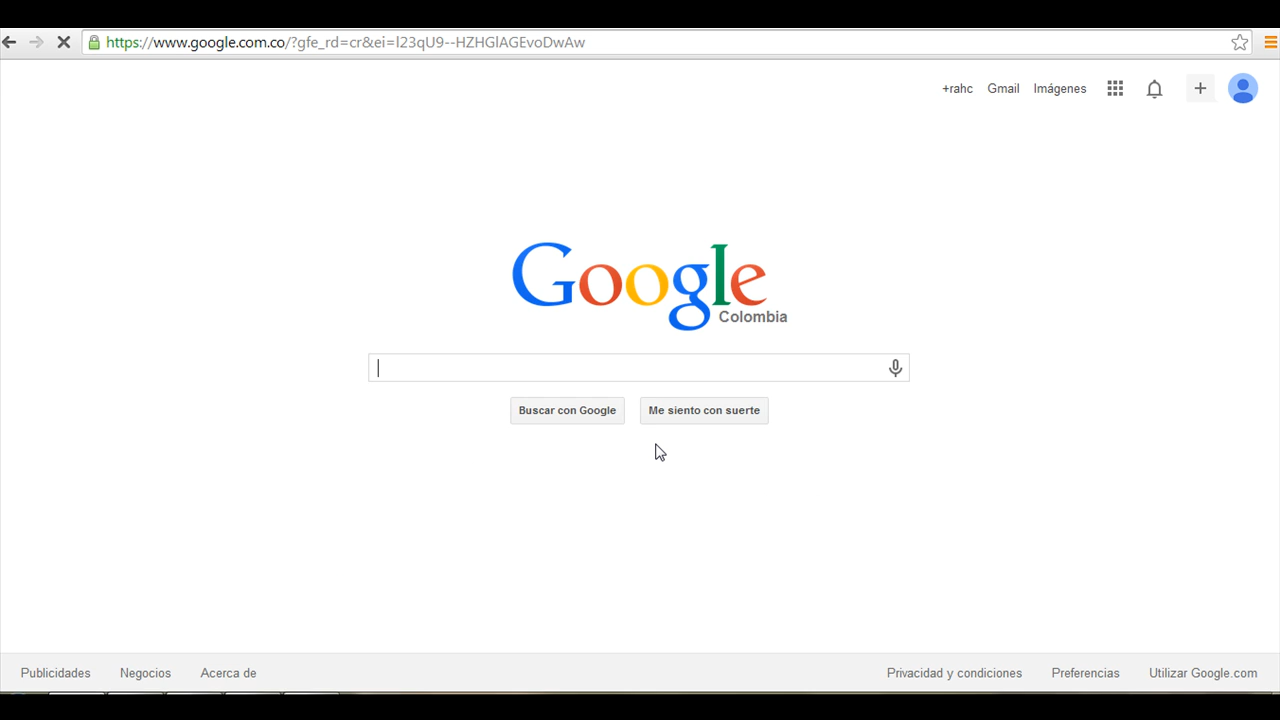 https://www.google.com.co/?gfe_rd=cr&ei=l23qU9--HZHGlAGEvoDwAw
+rahc Gmail Imágenes
Google
Colombia
Buscar con Google Me siento con suerte
Publicidades Negocios Acerca de Privacidad y condiciones Preferencias Utilizar Google.com